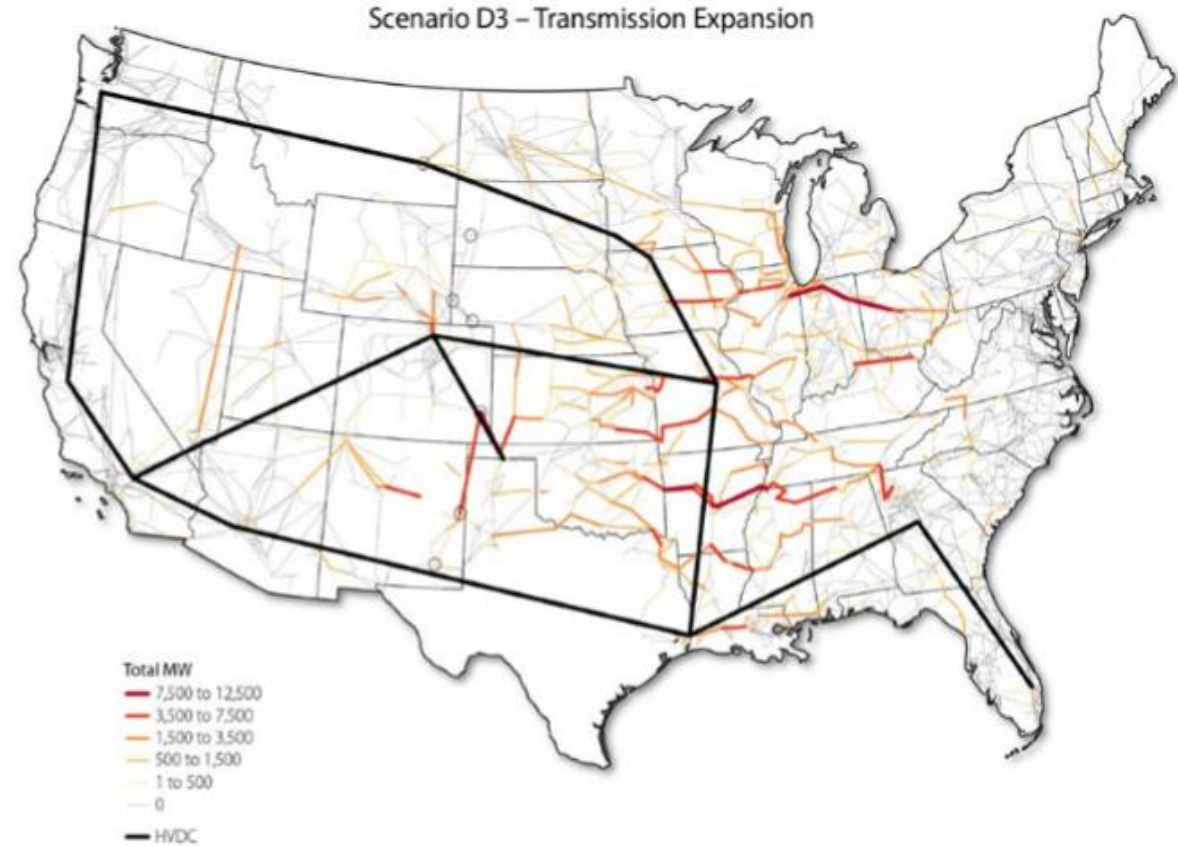 Scenario D3 – Transmission Expansion
Total MW
7,500 to 12,500
3,500 to 7,500
1,500 to 3,500
500 to 1,500
1 to 500
0
HVDC